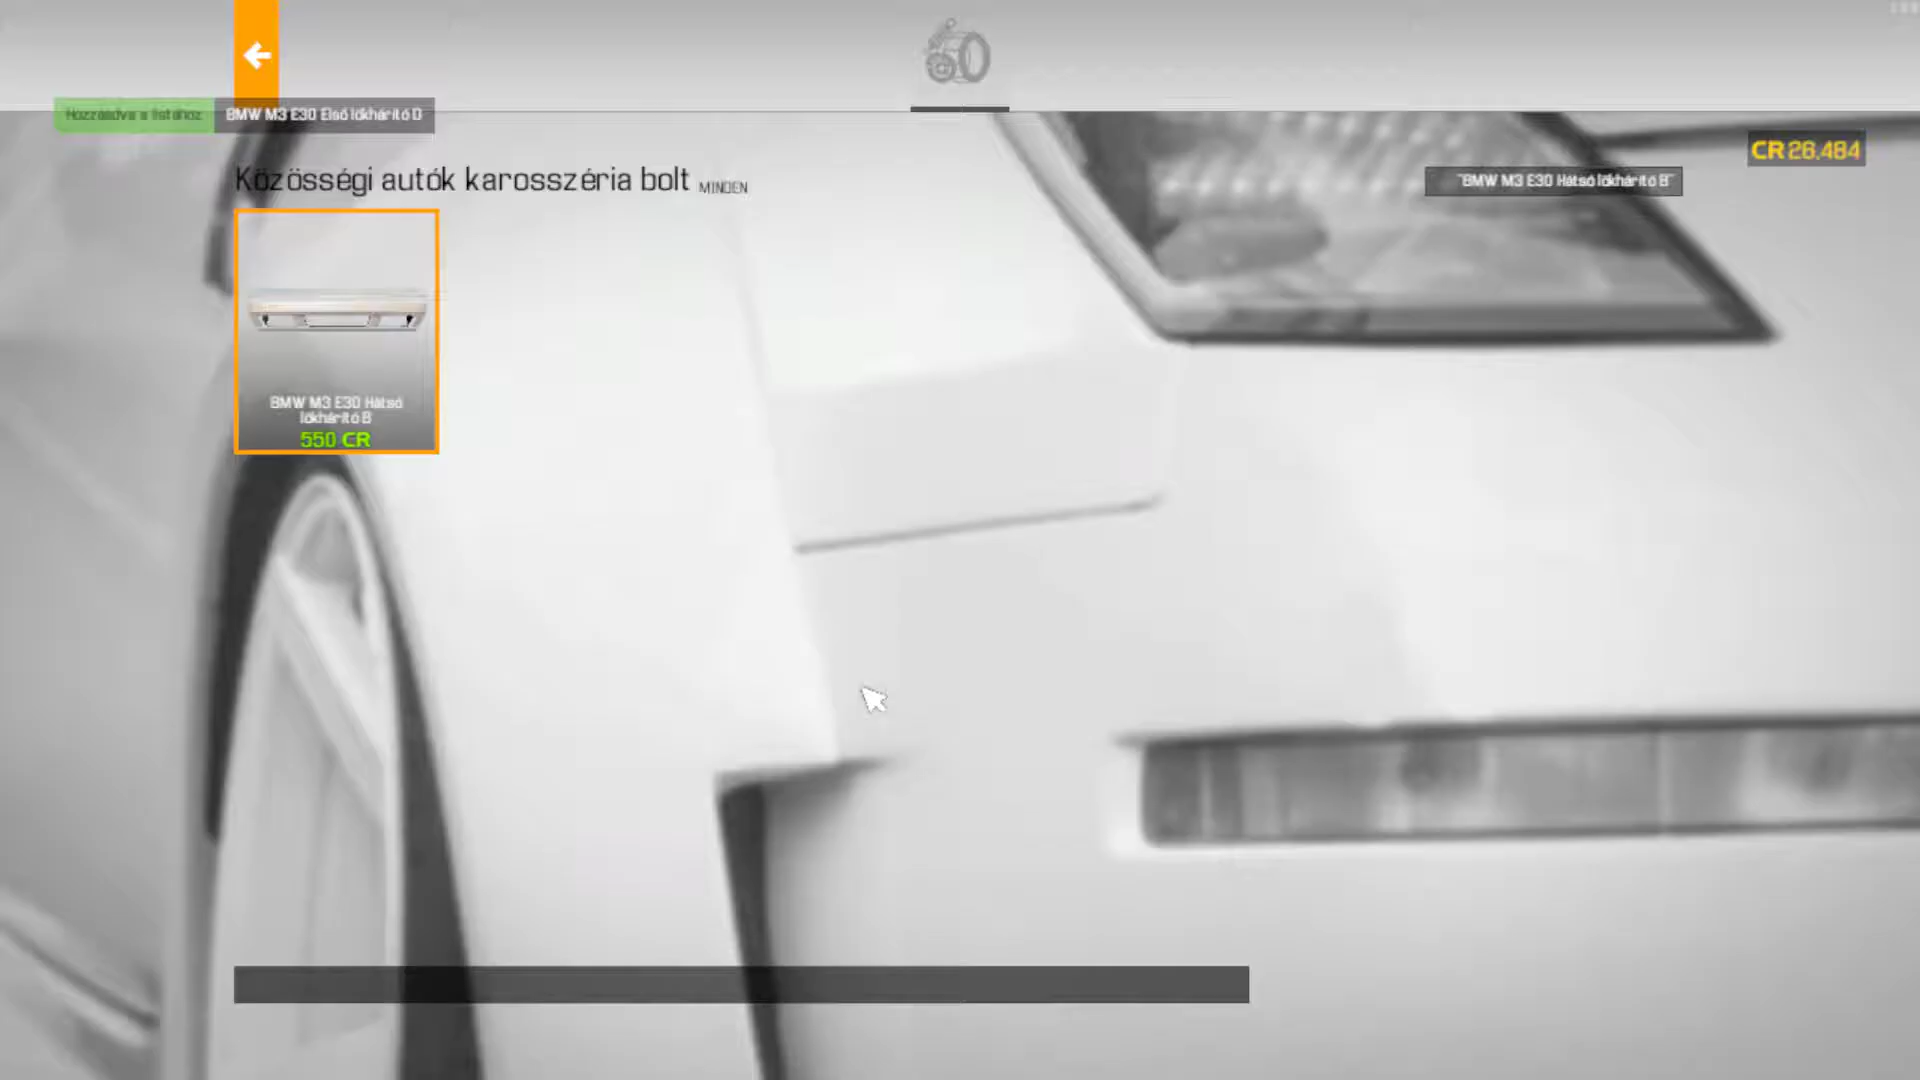 Hozzáadva a listához BMW M3 E30 Első lökhárító D
CR 26,484
Közösségi autók karosszéria bolt MINDEN
"BMW M3 E30 Hátsó lökhárító B"
BMW M3 E30 Hátsó
lökhárító B
550 CR